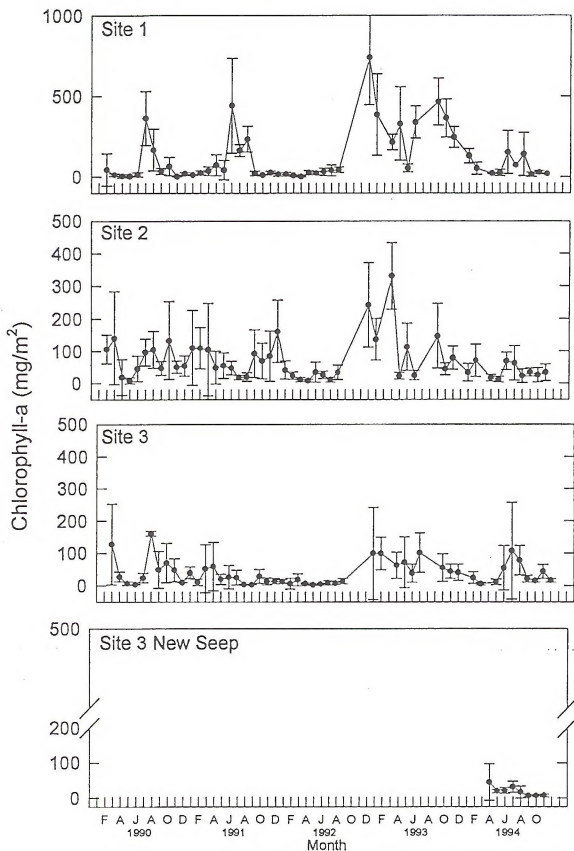 Site 1
1000
500
0
Site 2
500
400
300
200
100
0
Chlorophyll-a (mg/m²)
Site 3
500
400
300
200
100
0
Site 3 New Seep
500
200
100
0
F A J A O D F A J A O D F A J A O D F A J A O D F A J A O
1990 1991 1992 1993 1994
Month